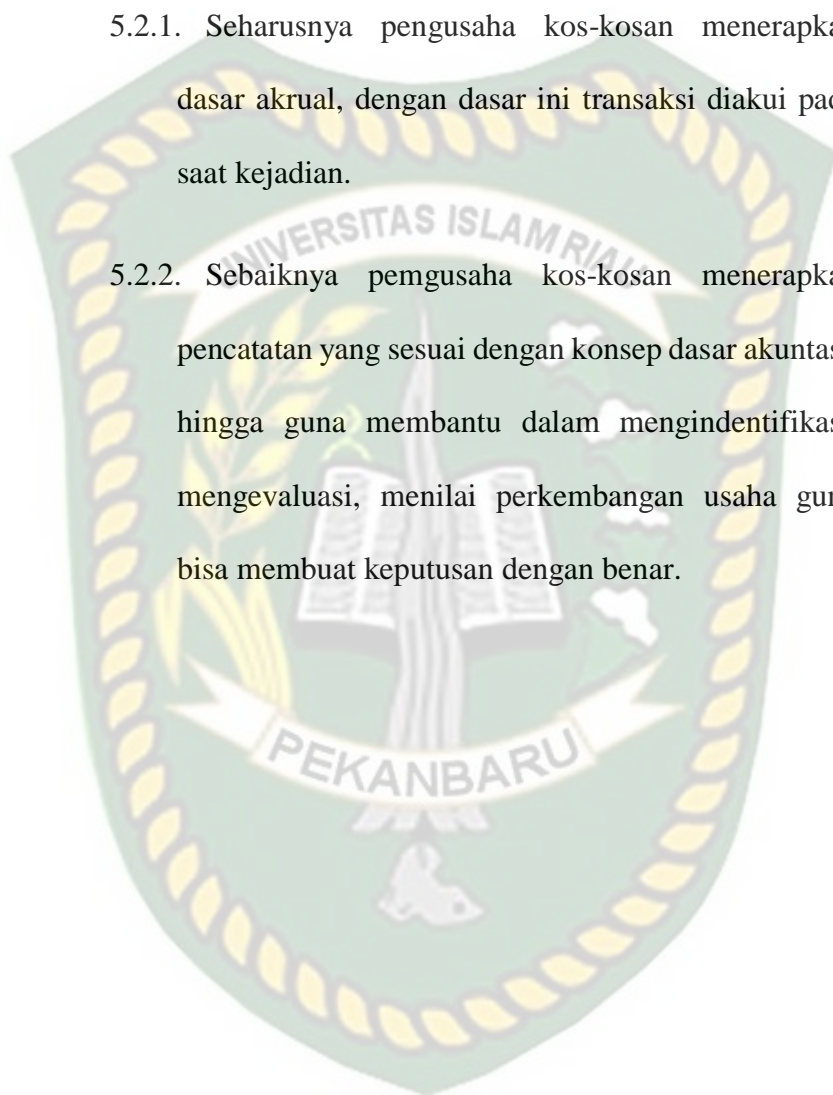 5.2.1. Seharusnya pengusaha kos-kosan menerapka
dasar akrual, dengan dasar ini transaksi diakui pad
saat kejadian.
UNIVERSITAS ISLAM RIAU
5.2.2. Sebaiknya pemgusaha kos-kosan menerapka
pencatatan yang sesuai dengan konsep dasar akuntas
hingga guna membantu dalam mengindentifikas
mengevaluasi, menilai perkembangan usaha gun
bisa membuat keputusan dengan benar.
PEKANBARU